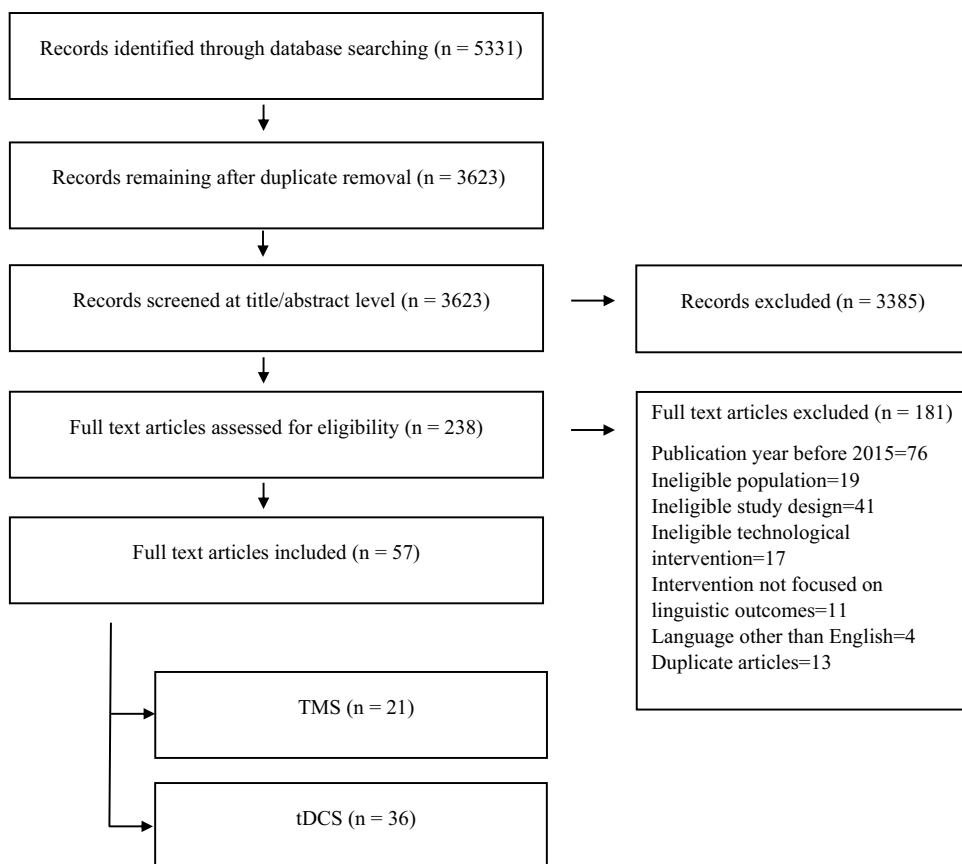 Records identified through database searching (n = 5331)
Records remaining after duplicate removal (n = 3623)
Records screened at title/abstract level (n = 3623)
Records excluded (n = 3385)
Full text articles assessed for eligibility (n = 238)
Full text articles excluded (n = 181)
Publication year before 2015=76
Ineligible population=19
Ineligible study design=41
Ineligible technological
intervention=17
Intervention not focused on
linguistic outcomes=11
Language other than English=4
Duplicate articles=13
Full text articles included (n = 57)
TMS (n = 21)
tDCS (n = 36)